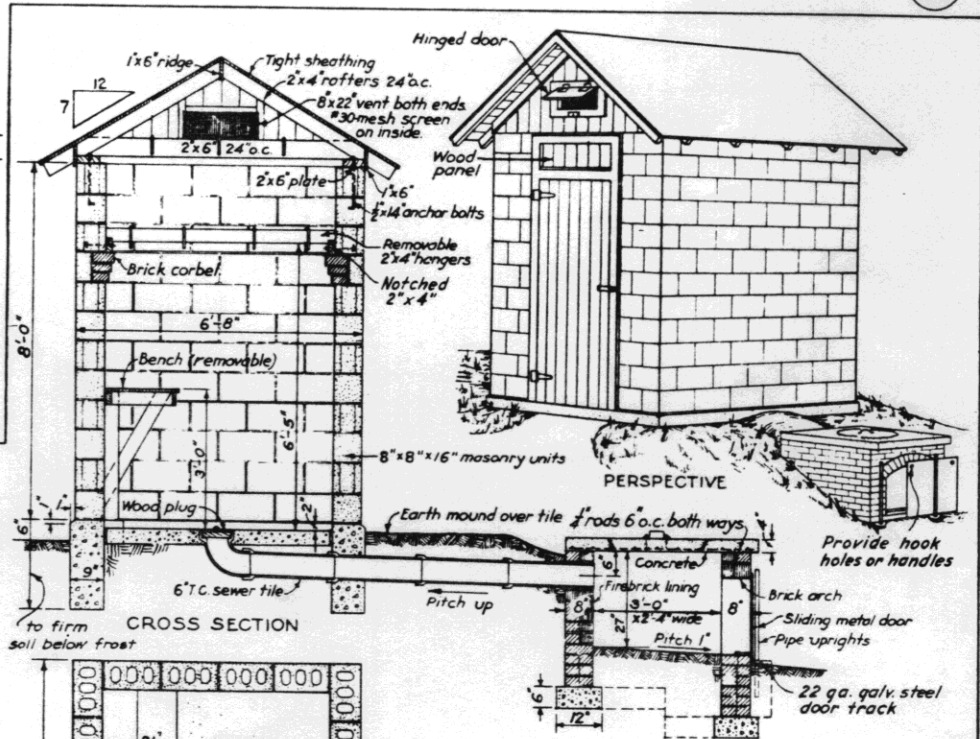 1"x6" ridge
Tight sheathing
2"x4" rafters 24" o.c.
8"x22" vent both ends
#30-mesh screen
on inside.
12
7
2"x6" 24" o.c.
2"x6" plate
1"x6"
½"x14" anchor bolts
Removable
2"x4" hangers
Brick corbel
Notched
2" x 4"
8'-0"
6'-8"
Bench (removable)
6'-5"
3'-0"
8"x8"x16" masonry units
1"
1"
6"
2"
Wood plug
9"
6" T.C. sewer tile
to firm
soil below frost
CROSS SECTION
Hinged door
Wood
panel
PERSPECTIVE
Provide hook
holes or handles
Earth mound over tile
rods 6" o.c. both ways
4"
Concrete
6"
Firebrick lining
8"
3'-0"
x2'-4" wide
8"
27"
Pitch 1"
Pitch up
Brick arch
Sliding metal door
Pipe uprights
22 ga. galv. steel
door track
6"
12"